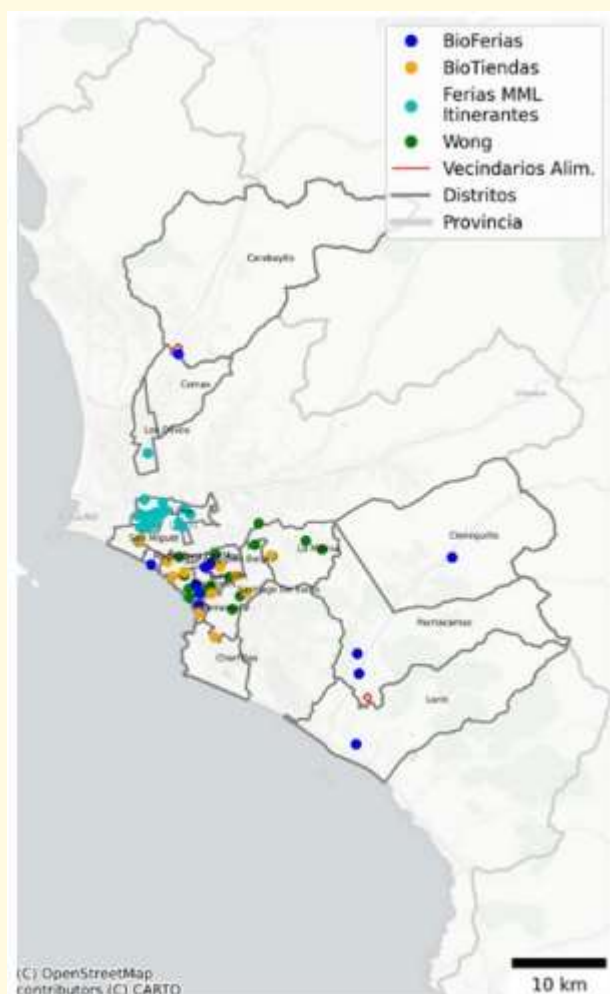 BioFerias
BioTiendas
Ferias MML
Itinerantes
Wong
Vecindarios Alim.
Distritos
Provincia
Carabayllo
Comas
Los Olivos
San Miguel
Cieneguilla
Pachacamac
Lurin
Chorrillos
(C) OpenStreetMap
contributors (C) CARTO
10 km